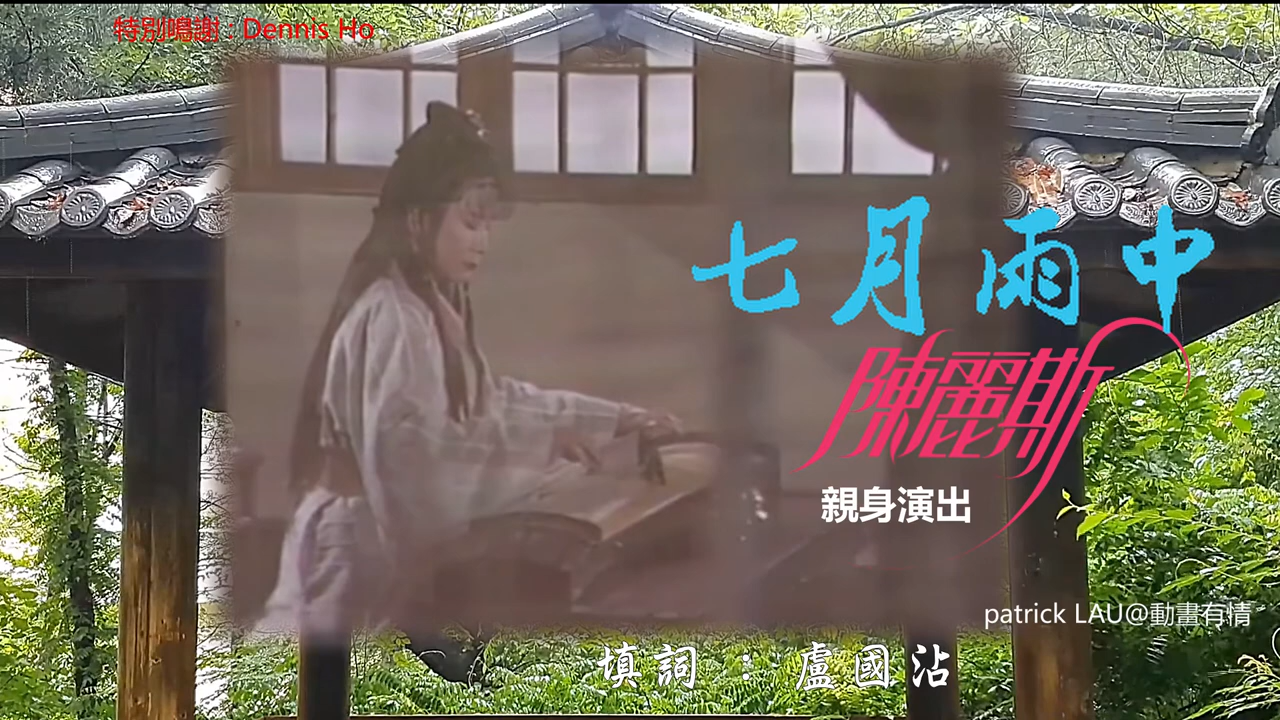 特別鳴謝 : Dennis Ho
七月雨中
陳麗斯
親身演出
patrick LAU@動畫有情
填詞 : 盧國沾